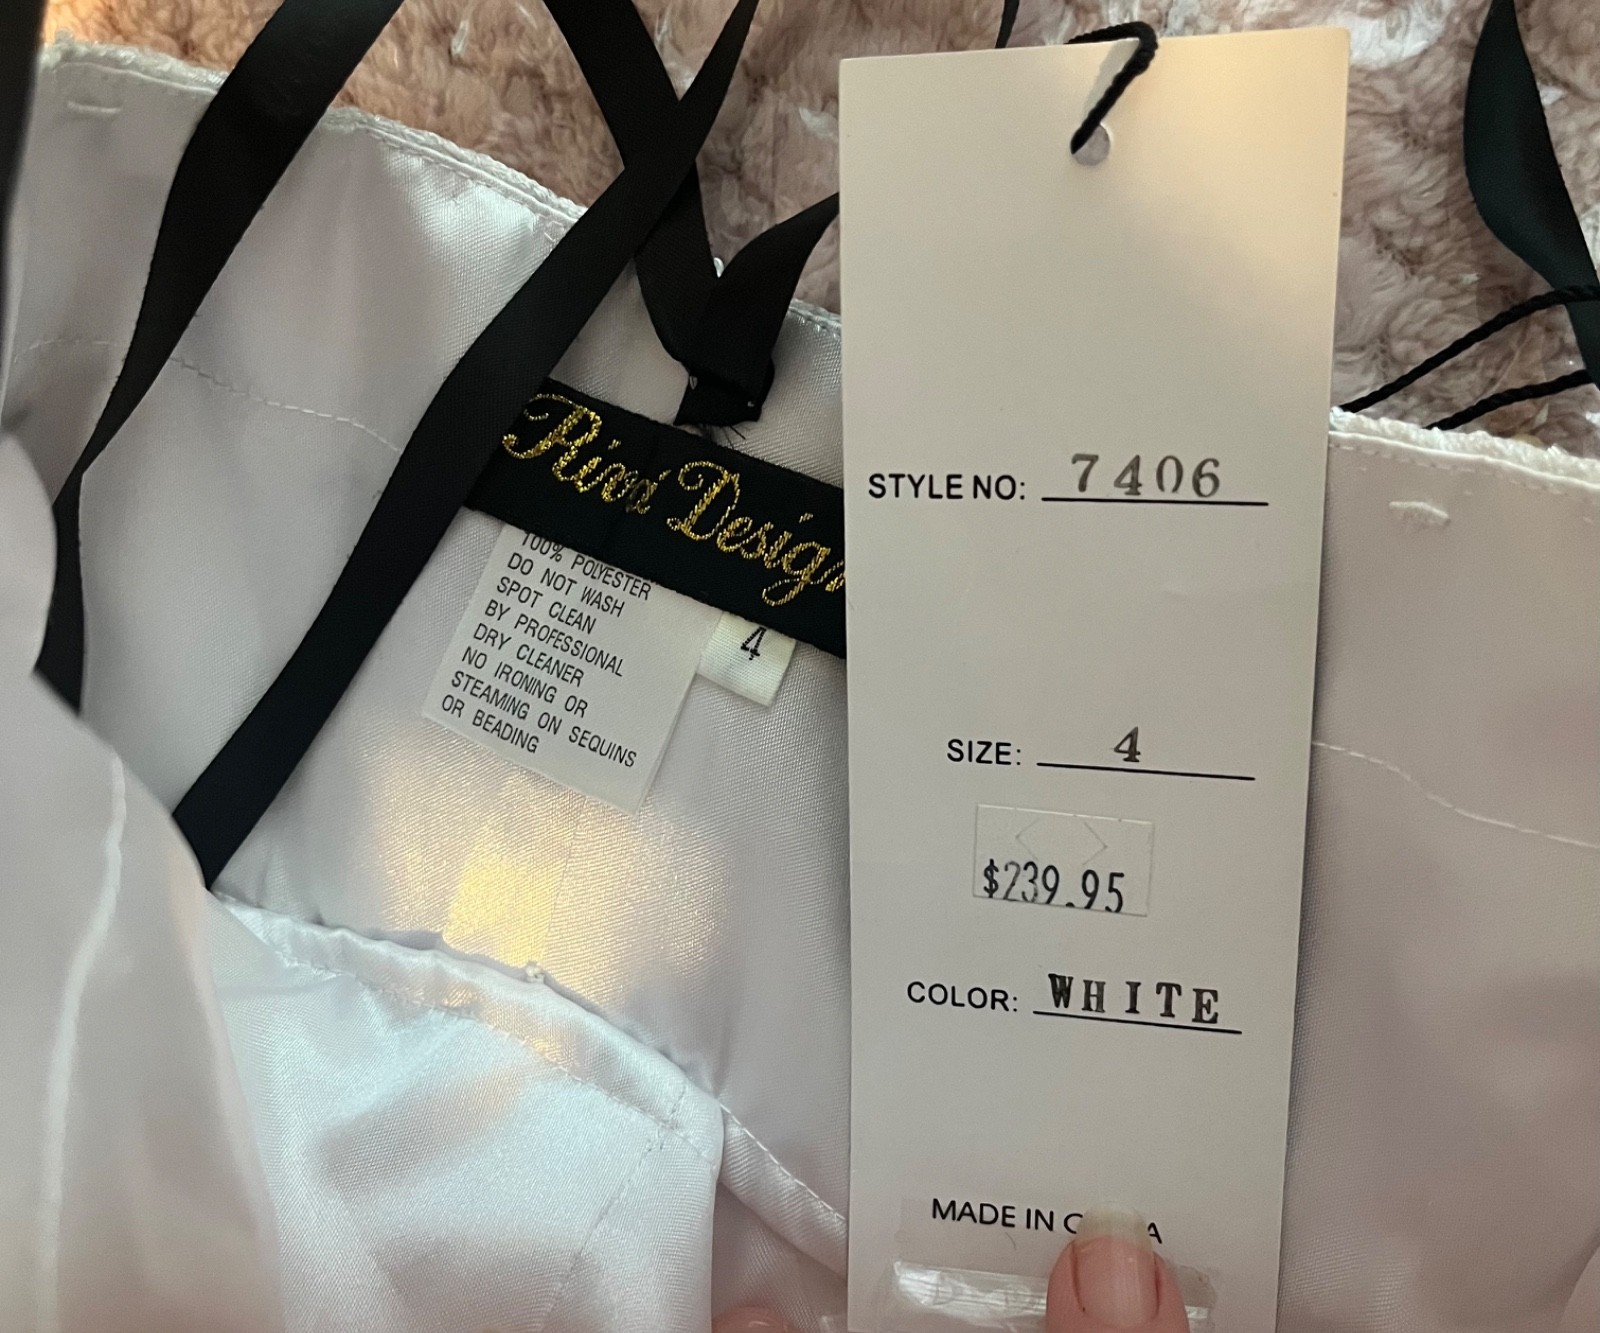 Riva Design
100% POLYESTER
DO NOT WASH
SPOT CLEAN
BY PROFESSIONAL
DRY CLEANER
NO IRONING OR
STEAMING ON SEQUINS
OR BEADING
4
STYLE NO: 7406
SIZE: 4
$239.95
COLOR: WHITE
MADE IN